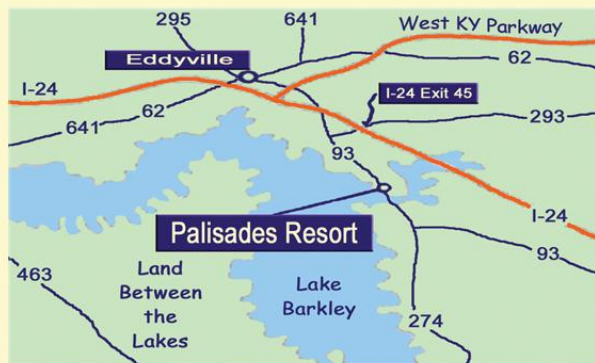 295
641
West KY Parkway
Eddyville
62
I-24
I-24 Exit 45
62
641
293
93
I-24
Palisades Resort
93
463
Land
Between
the
Lakes
Lake
Barkley
274